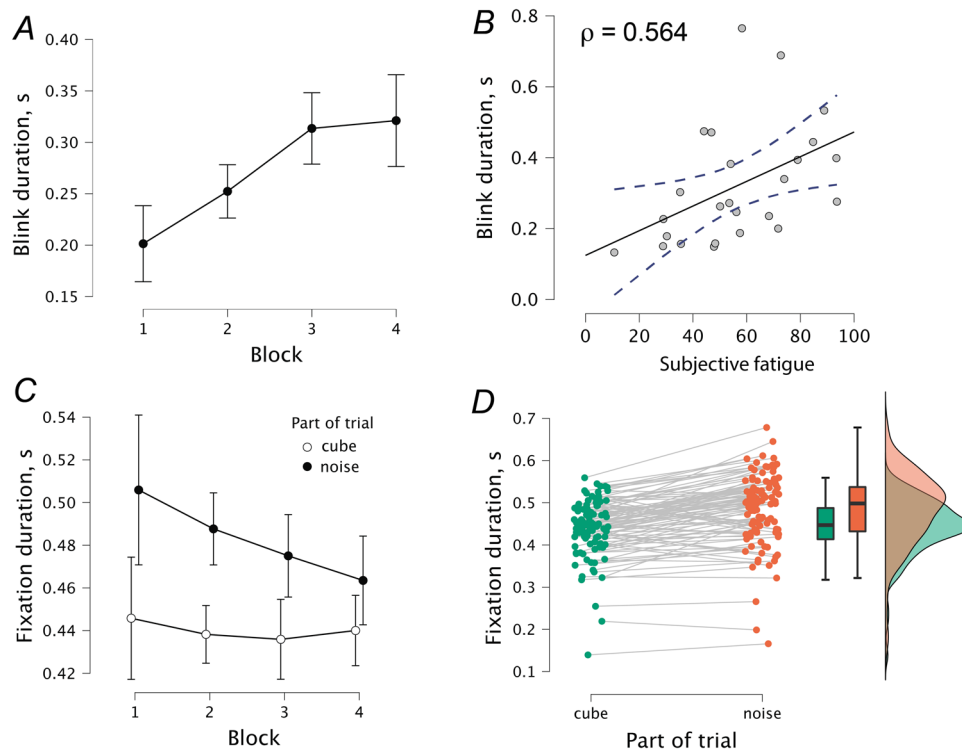 A
Blink duration, s
0.40
0.35
0.30
0.25
0.20
0.15
1 2 3 4
Block
B
ρ = 0.564
Blink duration, s
0.8
0.6
0.4
0.2
0.0
0 20 40 60 80 100
Subjective fatigue
C
Fixation duration, s
0.54
0.52
0.50
0.48
0.46
0.44
0.42
Part of trial
cube
noise
1 2 3 4
Block
D
Fixation duration, s
0.7
0.6
0.5
0.4
0.3
0.2
0.1
cube noise
Part of trial